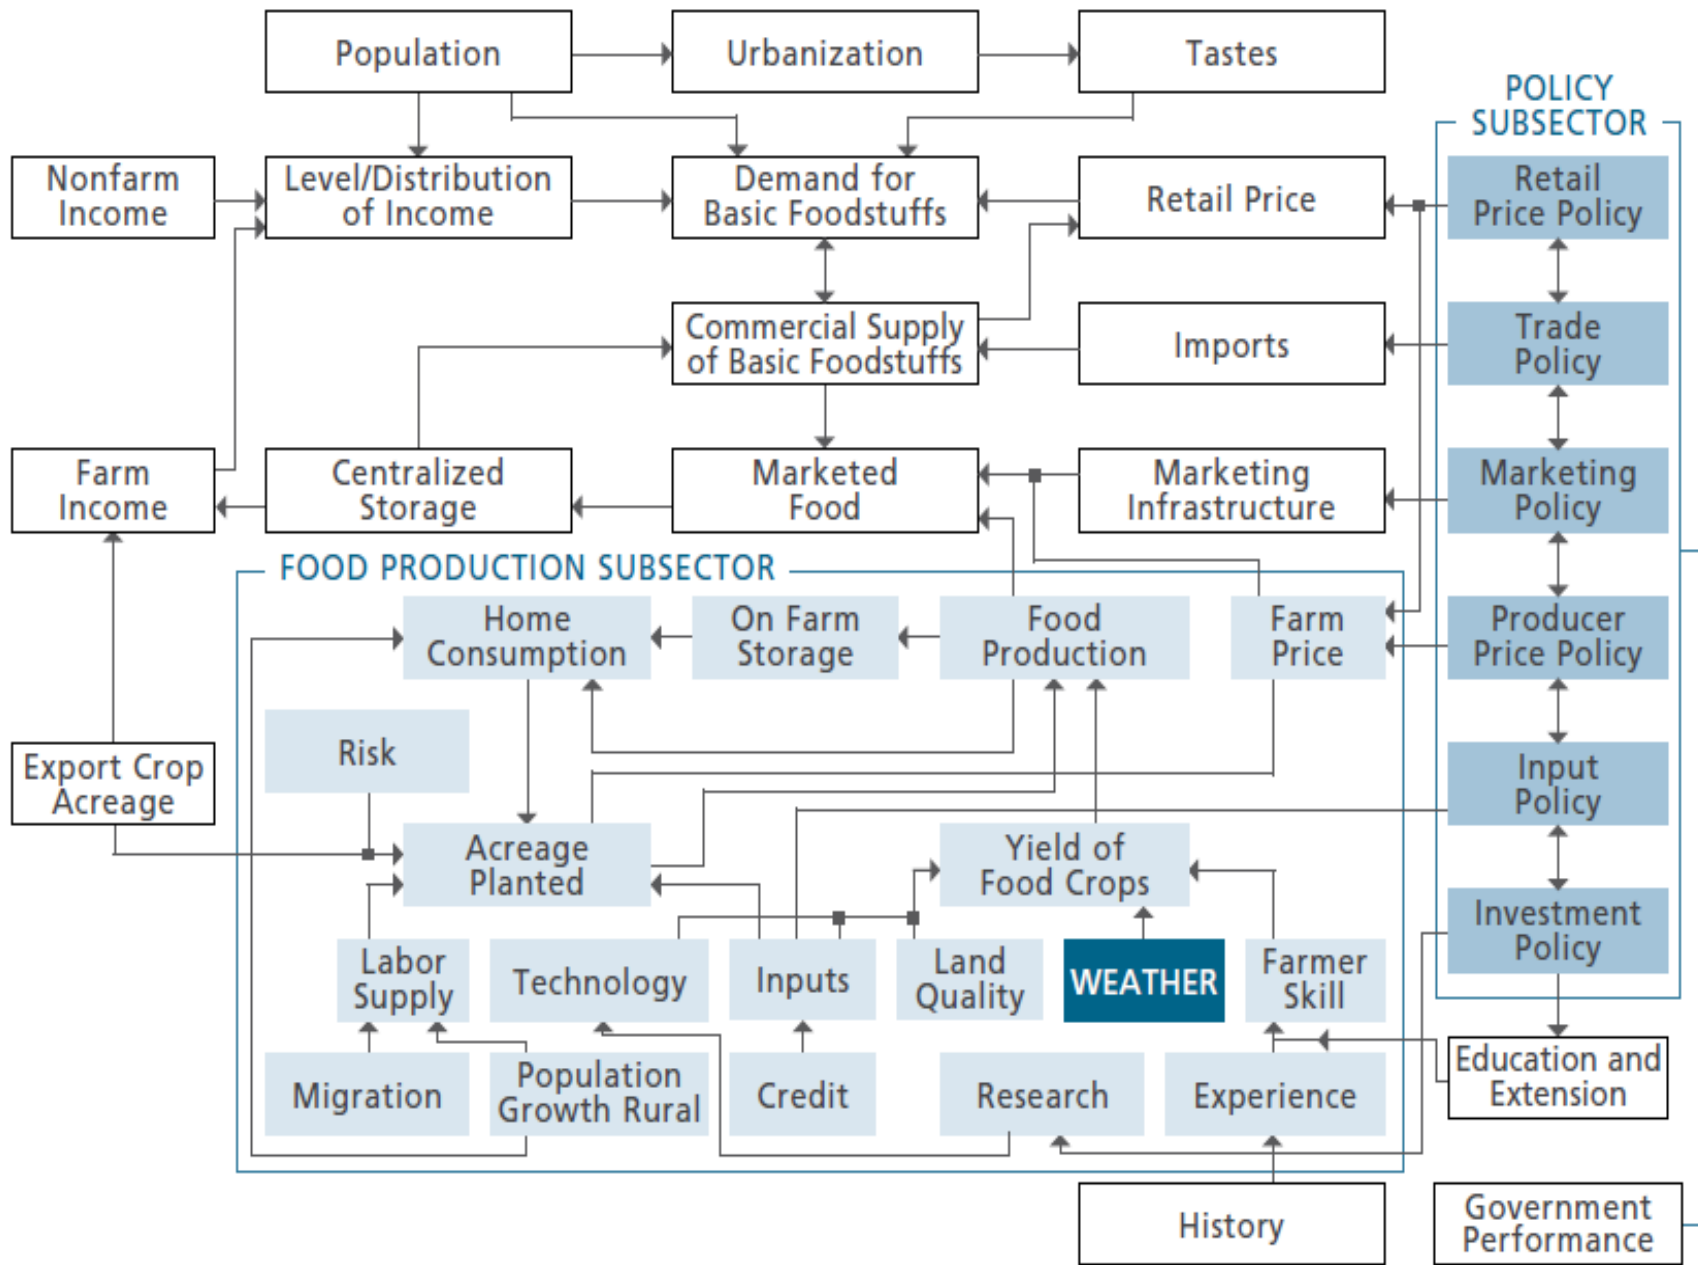 Population
Urbanization
Tastes
POLICY
SUBSECTOR
Nonfarm
Income
Level/Distribution
of Income
Demand for
Basic Foodstuffs
Retail Price
Retail
Price Policy
Commercial Supply
of Basic Foodstuffs
Imports
Trade
Policy
Farm
Income
Centralized
Storage
Marketed
Food
Marketing
Infrastructure
Marketing
Policy
FOOD PRODUCTION SUBSECTOR
Home
Consumption
On Farm
Storage
Food
Production
Farm
Price
Producer
Price Policy
Risk
Export Crop
Acreage
Input
Policy
Acreage
Planted
Yield of
Food Crops
Investment
Policy
Labor
Supply
Technology
Inputs
Land
Quality
WEATHER
Farmer
Skill
Migration
Population
Growth Rural
Credit
Research
Experience
Education and
Extension
History
Government
Performance